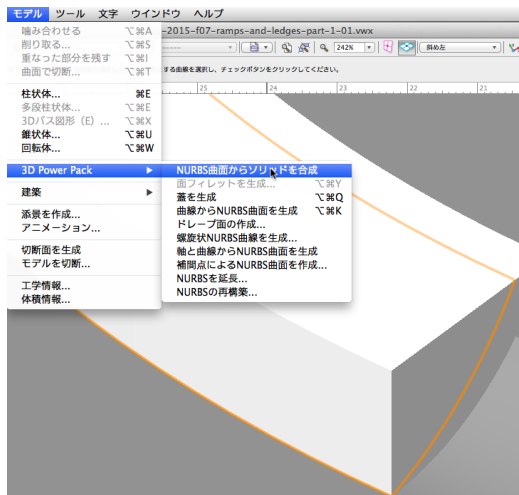 モデル ツール 文字 ウインドウ ヘルプ
-2015-f07-ramps-and-ledges-part-1-01.vwx
242%
斜め左
する曲線を選択し、チェックボタンをクリックしてください。
25 24 23 22 21
噛み合わせる ⌥⌘A
削り取る... ⌥⌘S
重なった部分を残す ⌥⌘I
曲面で切断... ⌥⌘T
柱状体... ⌘E
多段柱状体... ⌥⌘E
3Dパス図形（E）... ⌥⌘X
錐状体... ⌥⌘U
回転体... ⌥⌘W
3D Power Pack ▶
建築 ▶
添景を作成...
アニメーション...
切断面を生成
モデルを切断...
工学情報...
体積情報...
NURBS曲面からソリッドを合成
面フィレットを生成... ⌥⌘Y
蓋を生成 ⌥⌘Q
曲線からNURBS曲面を生成 ⌥⌘K
ドレープ面の作成...
螺旋状NURBS曲線を生成...
軸と曲線からNURBS曲面を生成
補間点によるNURBS曲面を作成...
NURBSを延長...
NURBSの再構築...